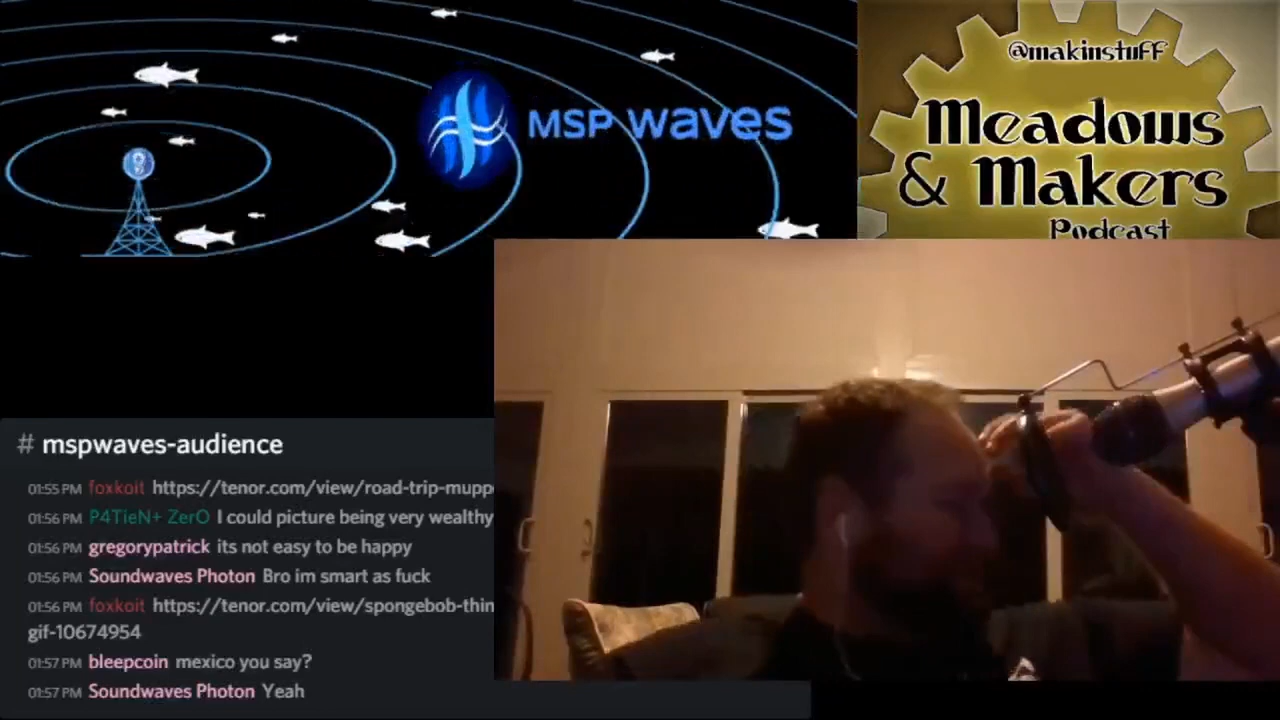 MSP waves
@makinstuff
Meadows
& Makers
Podcast
# mspwaves-audience
01:55 PM foxkoit https://tenor.com/view/road-trip-mupp
01:56 PM P4TieN+ ZerO I could picture being very wealthy
01:56 PM gregorypatrick its not easy to be happy
01:56 PM Soundwaves Photon Bro im smart as fuck
01:56 PM foxkoit https://tenor.com/view/spongebob-thin
gif-10674954
01:57 PM bleepcoin mexico you say?
01:57 PM Soundwaves Photon Yeah